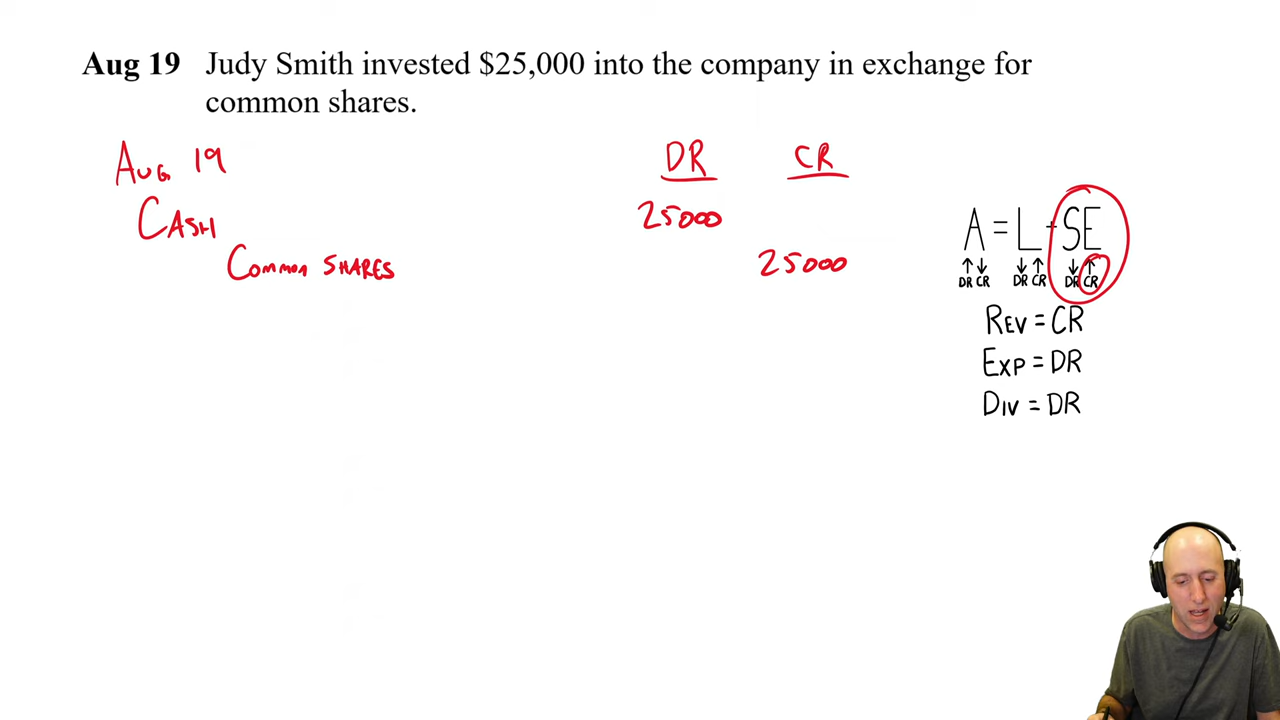 Aug 19 Judy Smith invested $25,000 into the company in exchange for
common shares.
AUG 19 DR CR
CASH 25000
COMMON SHARES 25000
A = L + SE
DR CR DR CR DR CR
REV = CR
EXP = DR
DIV = DR